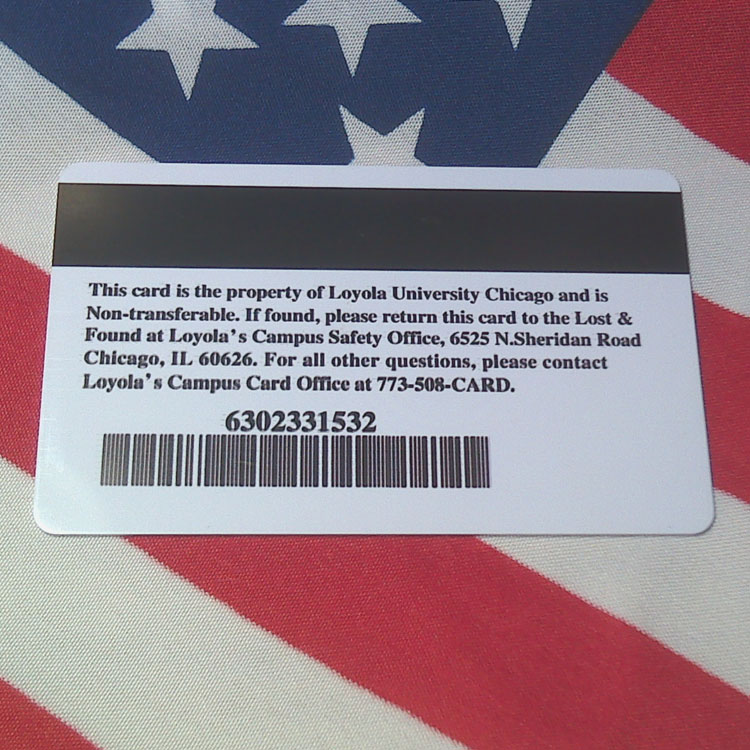 This card is the property of Loyola University Chicago and is
Non-transferable. If found, please return this card to the Lost &
Found at Loyola's Campus Safety Office, 6525 N.Sheridan Road
Chicago, IL 60626. For all other questions, please contact
Loyola's Campus Card Office at 773-508-CARD.
6302331532